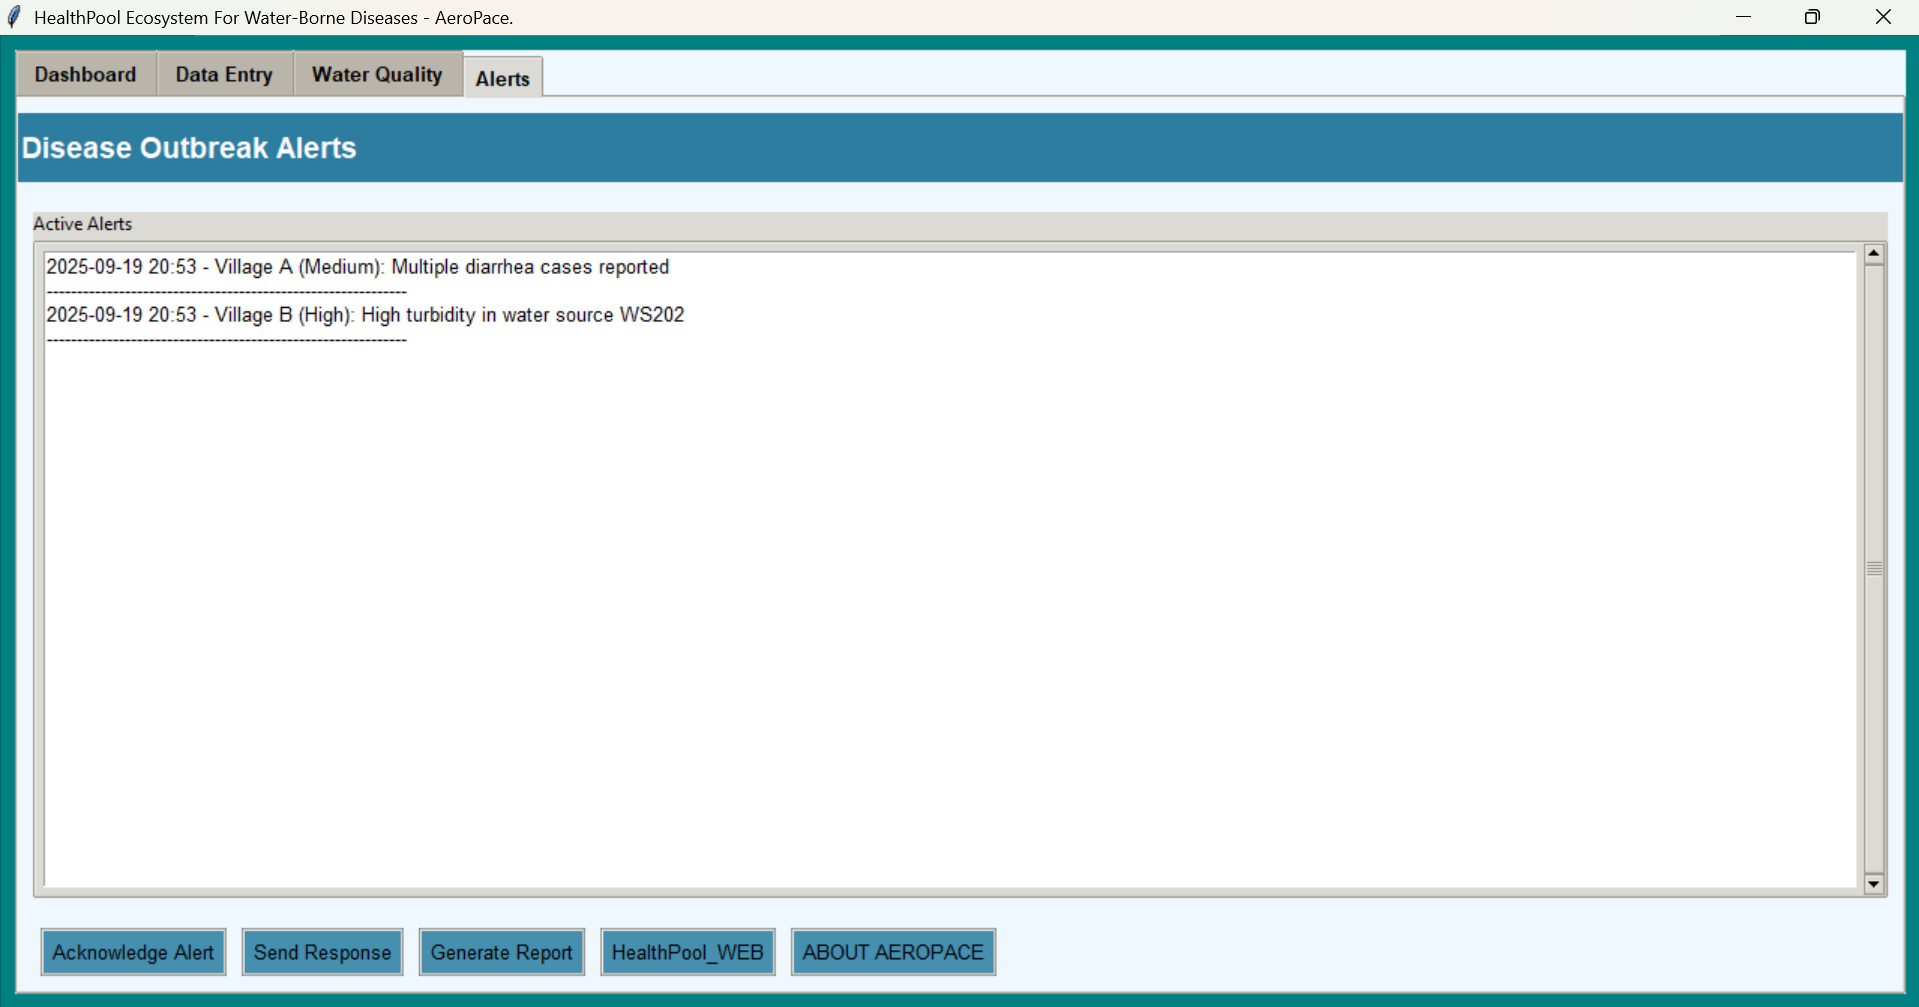 HealthPool Ecosystem For Water-Borne Diseases - AeroPace.
Dashboard Data Entry Water Quality Alerts
Disease Outbreak Alerts
Active Alerts
2025-09-19 20:53 - Village A (Medium): Multiple diarrhea cases reported
------------------------------------------------------------
2025-09-19 20:53 - Village B (High): High turbidity in water source WS202
------------------------------------------------------------
Acknowledge Alert Send Response Generate Report HealthPool_WEB ABOUT AEROPACE